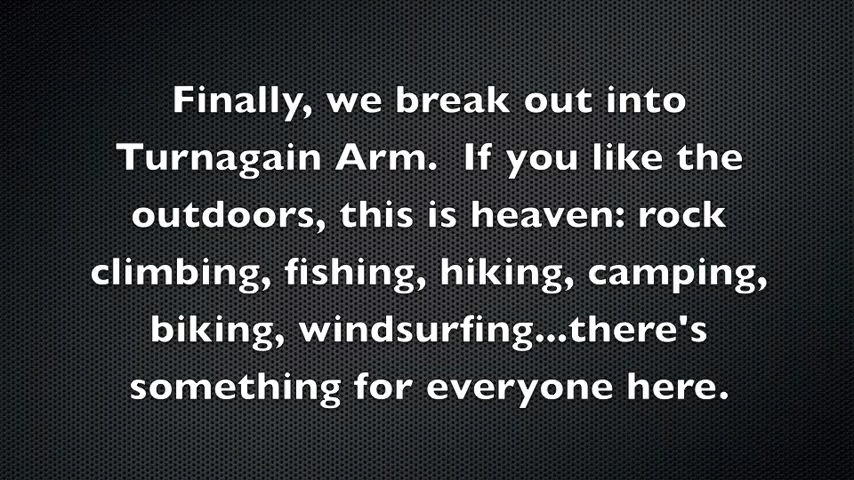 Finally, we break out into
Turnagain Arm.  If you like the
outdoors, this is heaven: rock
climbing, fishing, hiking, camping,
biking, windsurfing...there's
something for everyone here.